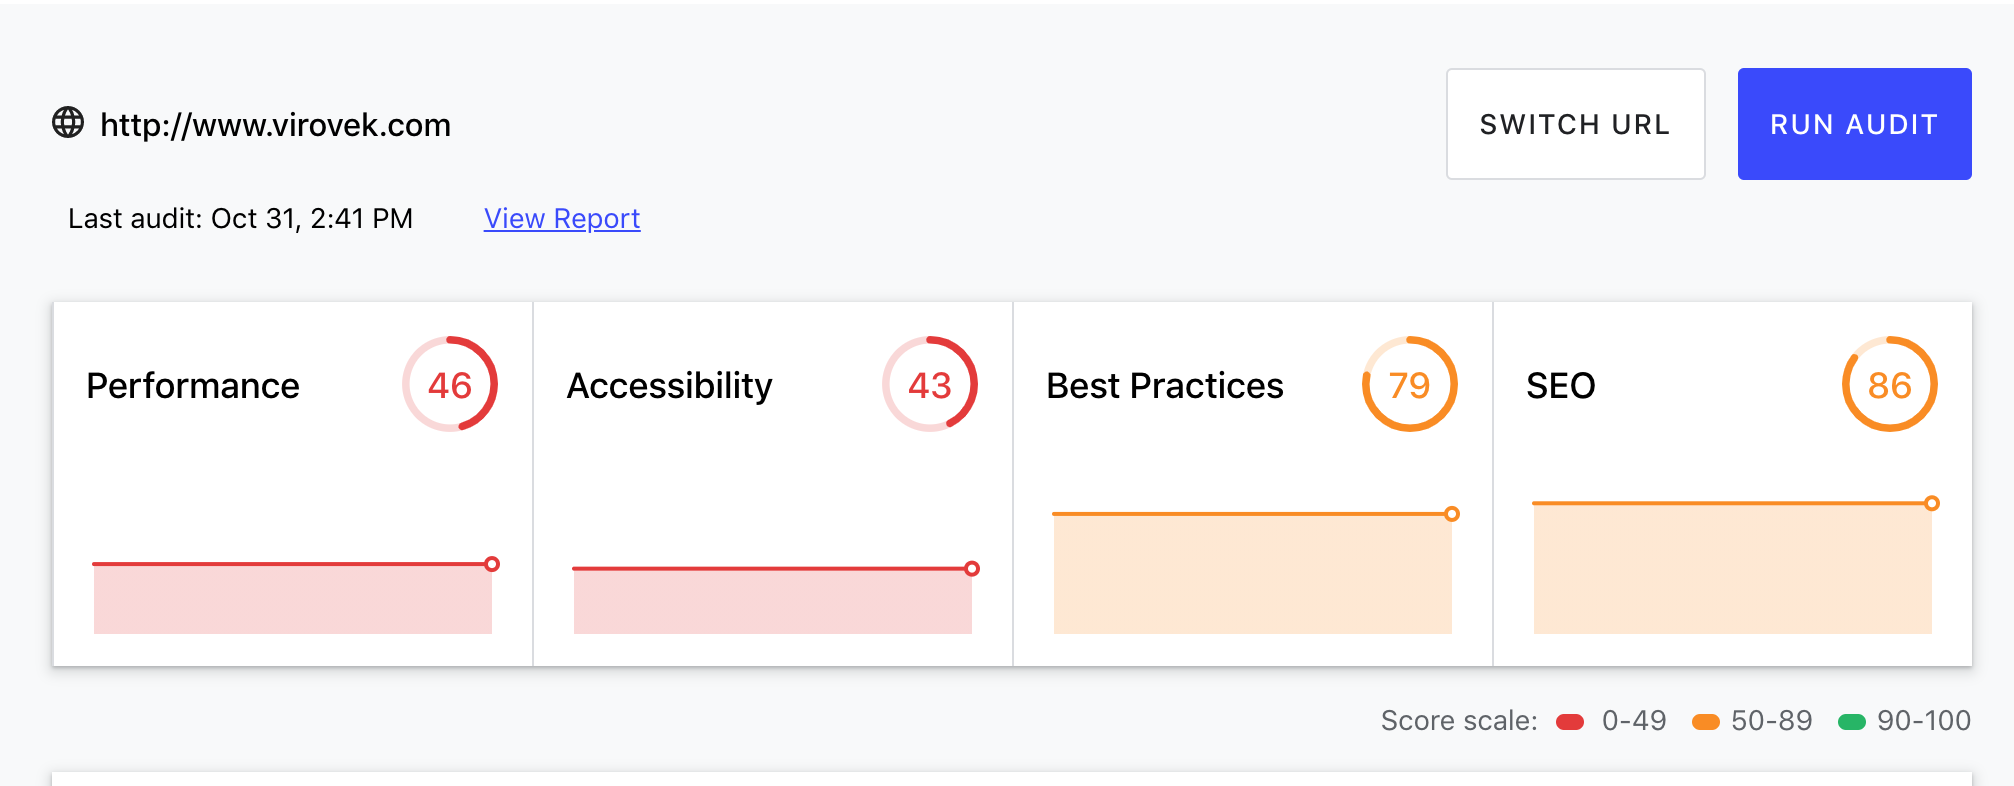 http://www.virovek.com
SWITCH URL
RUN AUDIT
Last audit: Oct 31, 2:41 PM
View Report
Performance
46
Accessibility
43
Best Practices
79
SEO
86
Score scale: 0-49 50-89 90-100